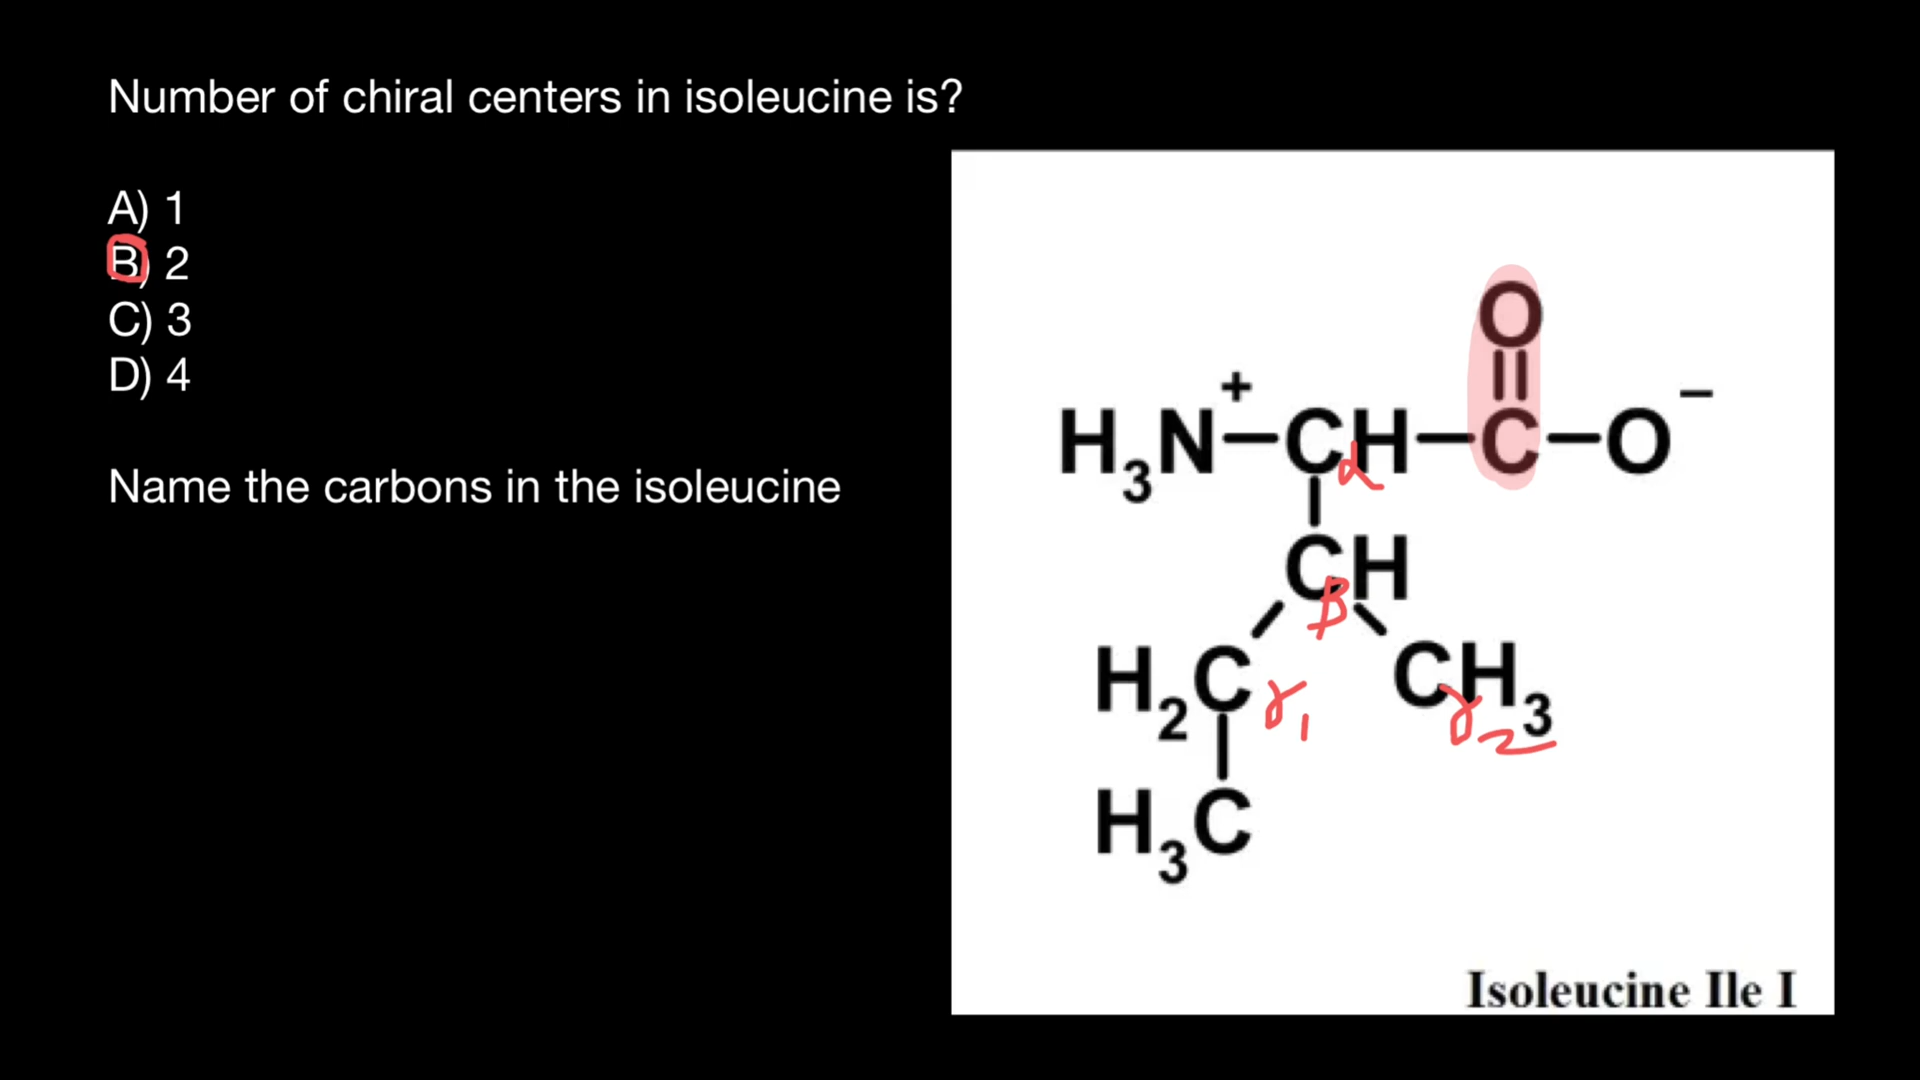 Number of chiral centers in isoleucine is?
A) 1
B) 2
C) 3
D) 4
Name the carbons in the isoleucine
O
H₃N⁺–CH–C–O⁻
α
CH
β
H₂C γ₁ CH₃ γ₂
H₃C
Isoleucine Ile I